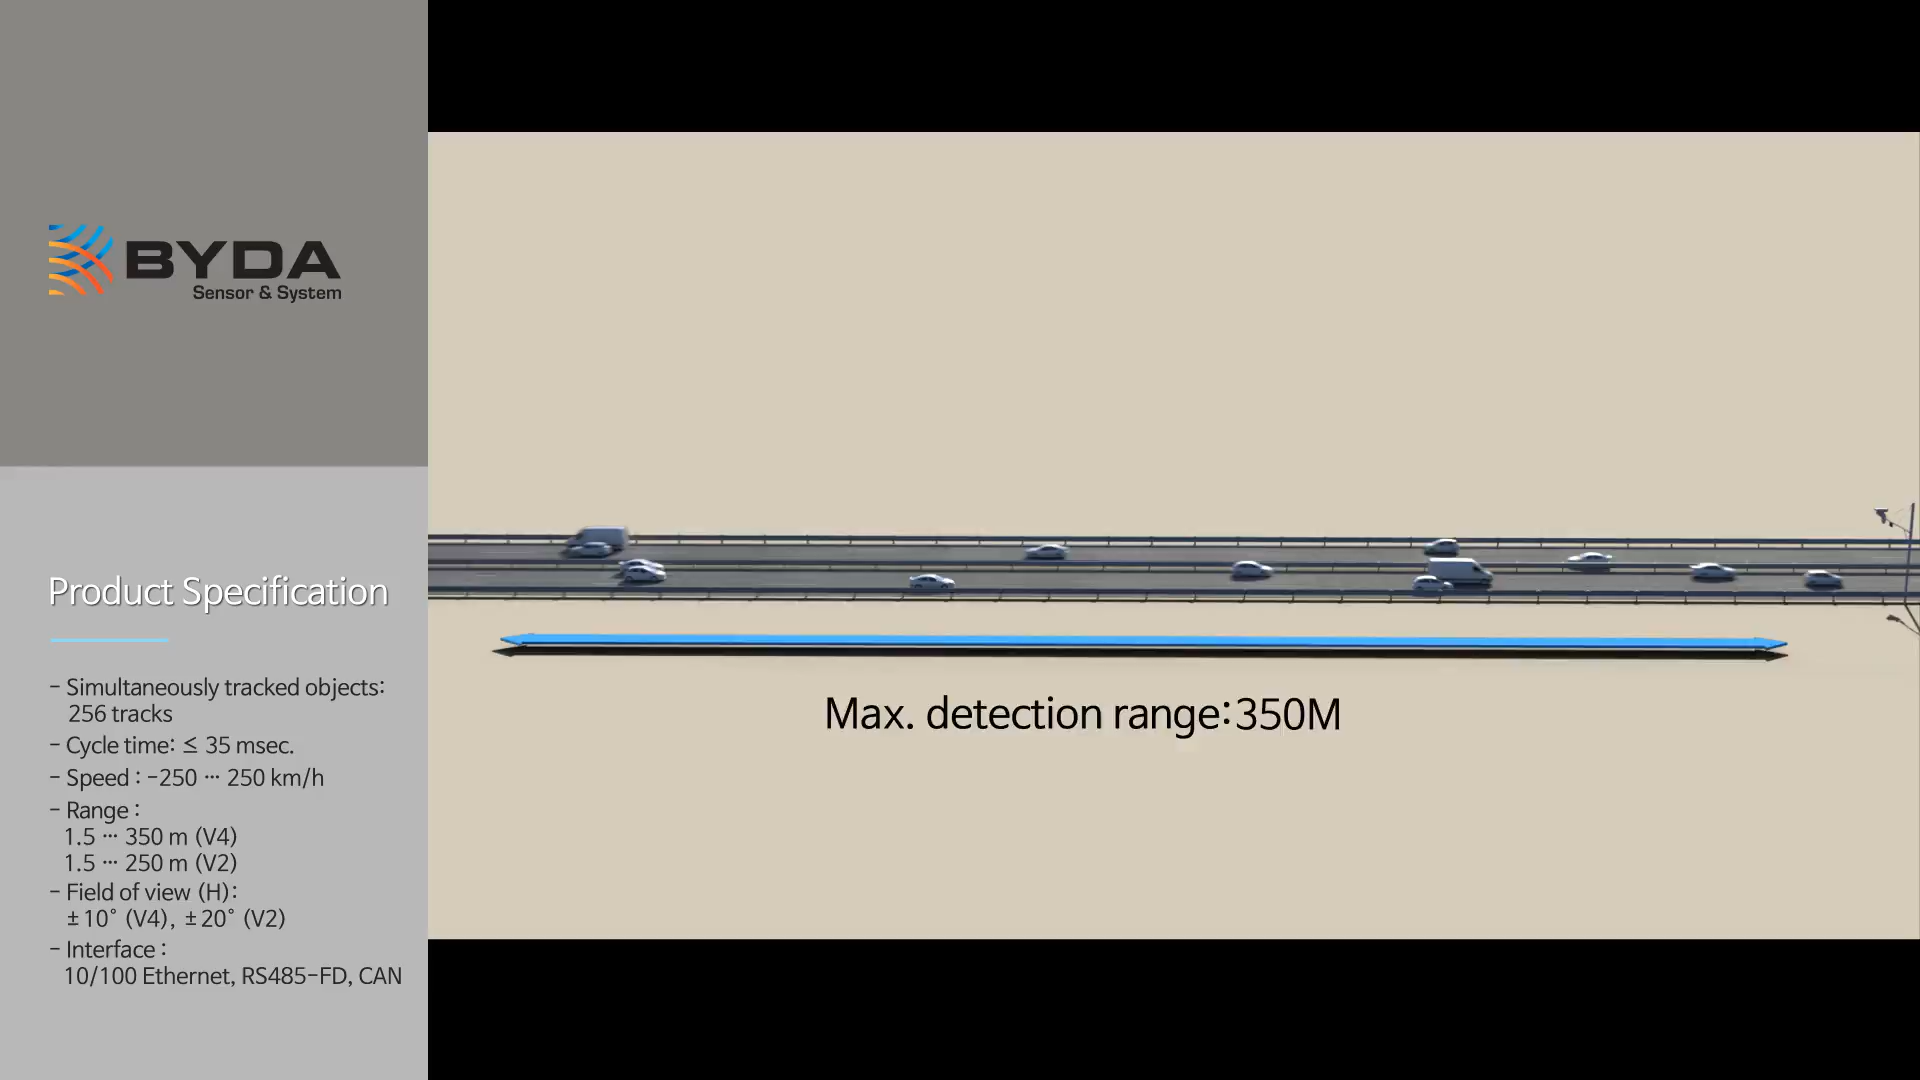 BYDA
Sensor & System
Product Specification
- Simultaneously tracked objects:
256 tracks
- Cycle time: ≤ 35 msec.
- Speed : -250 ··· 250 km/h
- Range :
1.5 ··· 350 m (V4)
1.5 ··· 250 m (V2)
- Field of view (H):
±10˚ (V4), ±20˚ (V2)
- Interface :
10/100 Ethernet, RS485-FD, CAN
Max. detection range:350M